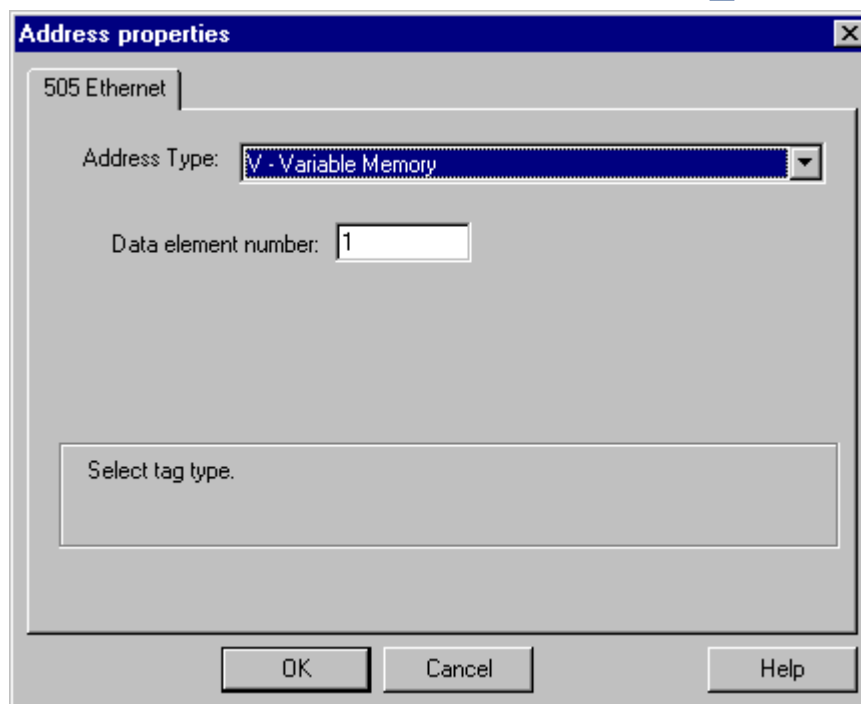 Address properties
505 Ethernet
Address Type: V - Variable Memory
Data element number: 1
Select tag type.
OK Cancel Help